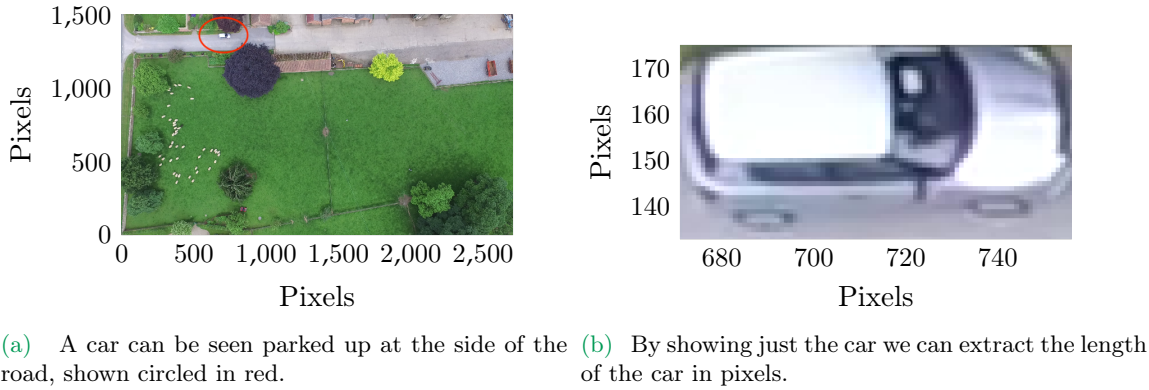 1,500
1,000
500
0
Pixels
0 500 1,000 1,500 2,000 2,500
Pixels
170
160
150
140
Pixels
680 700 720 740
Pixels
(a) A car can be seen parked up at the side of the
road, shown circled in red.
(b) By showing just the car we can extract the length
of the car in pixels.